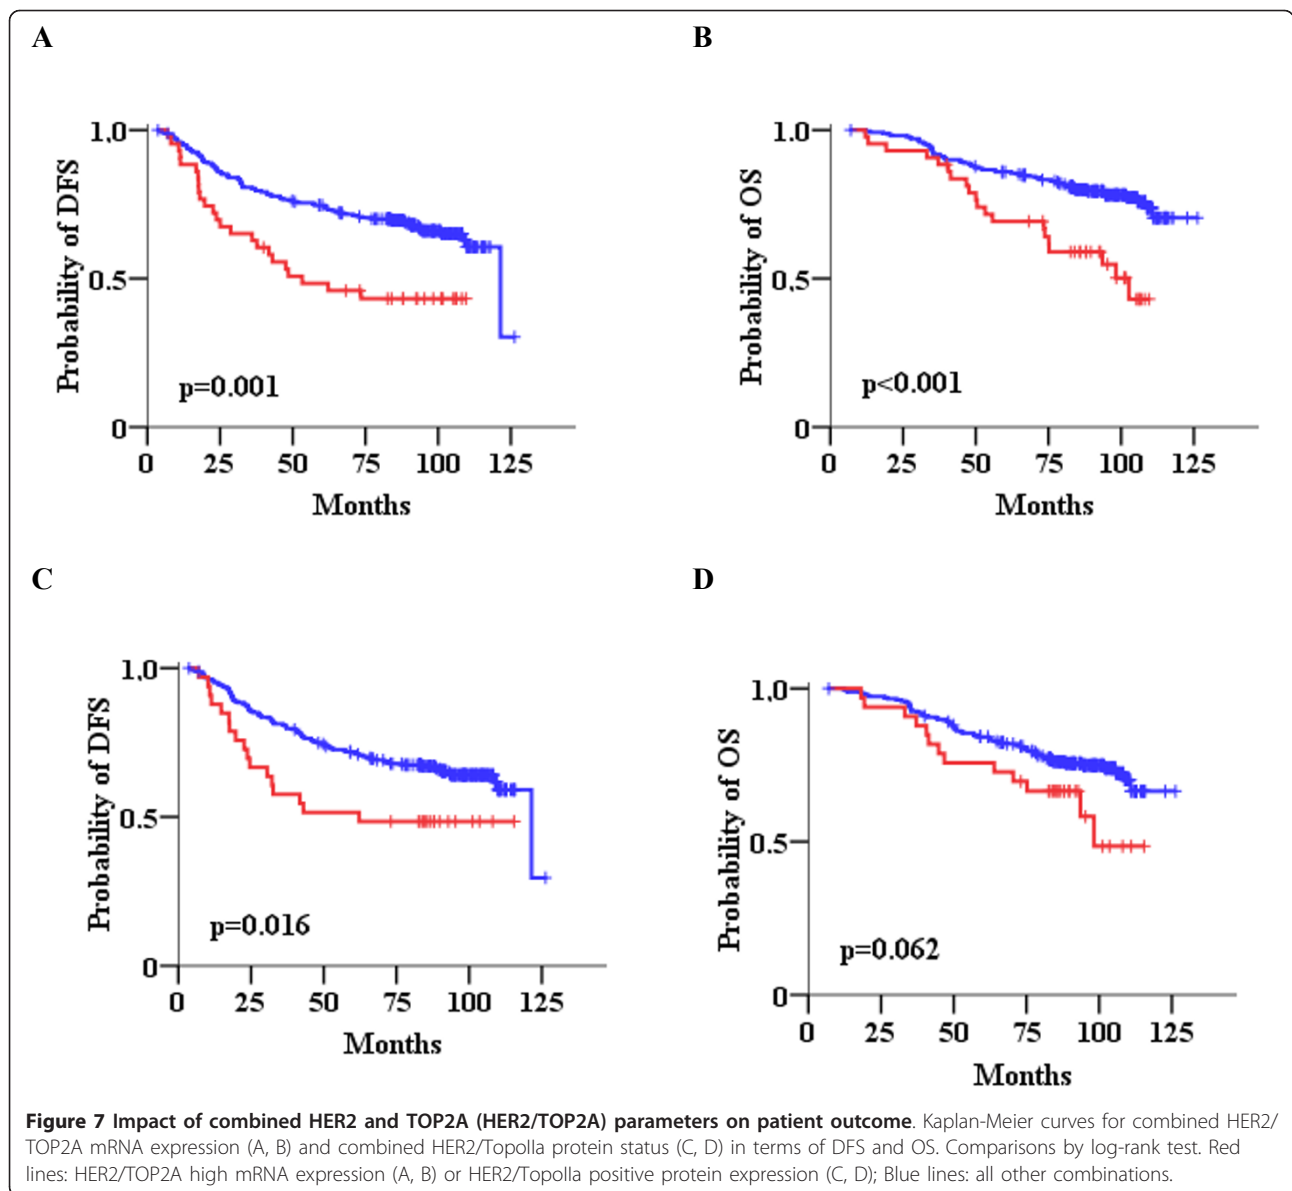 A
Probability of DFS
1.0
0.5
0
p=0.001
0 25 50 75 100 125
Months
B
Probability of OS
1.0
0.5
0
p<0.001
0 25 50 75 100 125
Months
C
Probability of DFS
1.0
0.5
0
p=0.016
0 25 50 75 100 125
Months
D
Probability of OS
1.0
0.5
0
p=0.062
0 25 50 75 100 125
Months
Figure 7 Impact of combined HER2 and TOP2A (HER2/TOP2A) parameters on patient outcome. Kaplan-Meier curves for combined HER2/
TOP2A mRNA expression (A, B) and combined HER2/TopoIIa protein status (C, D) in terms of DFS and OS. Comparisons by log-rank test. Red
lines: HER2/TOP2A high mRNA expression (A, B) or HER2/TopoIIa positive protein expression (C, D); Blue lines: all other combinations.